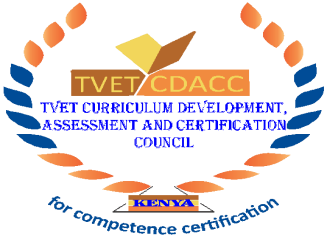 TVET CDACC
TVET CURRICULUM DEVELOPMENT,
ASSESSMENT AND CERTIFICATION
COUNCIL
KENYA
for competence certification